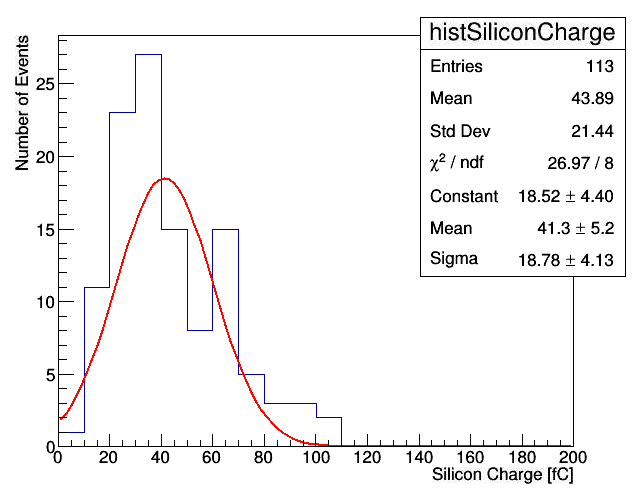 histSiliconCharge
Entries 113
Mean 43.89
Std Dev 21.44
χ² / ndf 26.97 / 8
Constant 18.52 ± 4.40
Mean 41.3 ± 5.2
Sigma 18.78 ± 4.13
Number of Events
25
20
15
10
5
0
0 20 40 60 80 100 120 140 160 180 200
Silicon Charge [fC]